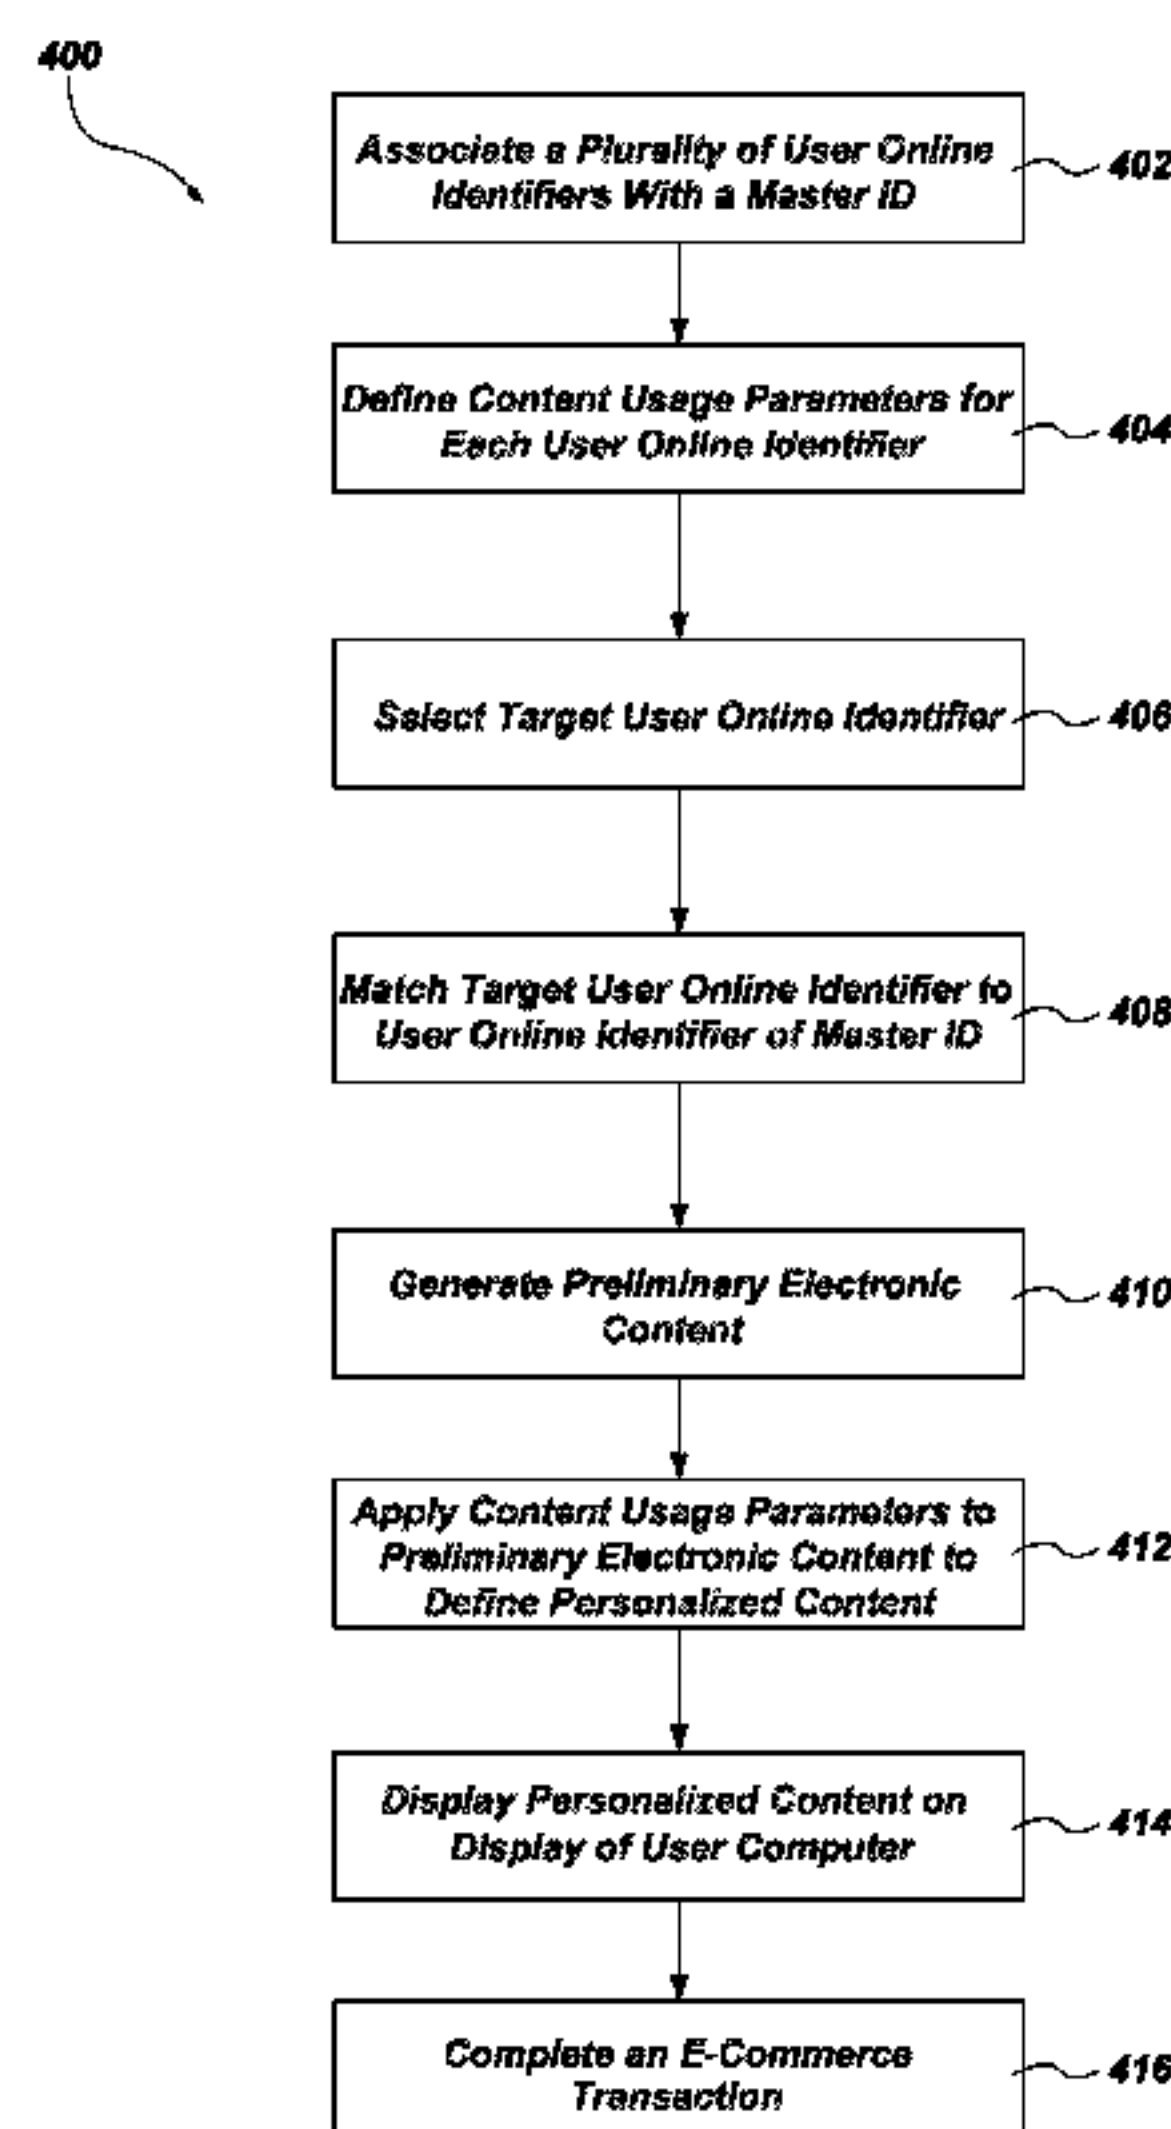 400
Associate a Plurality of User Online
Identifiers With a Master ID
402
Define Content Usage Parameters for
Each User Online Identifier
404
Select Target User Online Identifier
406
Match Target User Online Identifier to
User Online Identifier of Master ID
408
Generate Preliminary Electronic
Content
410
Apply Content Usage Parameters to
Preliminary Electronic Content to
Define Personalized Content
412
Display Personalized Content on
Display of User Computer
414
Complete an E-Commerce
Transaction
416